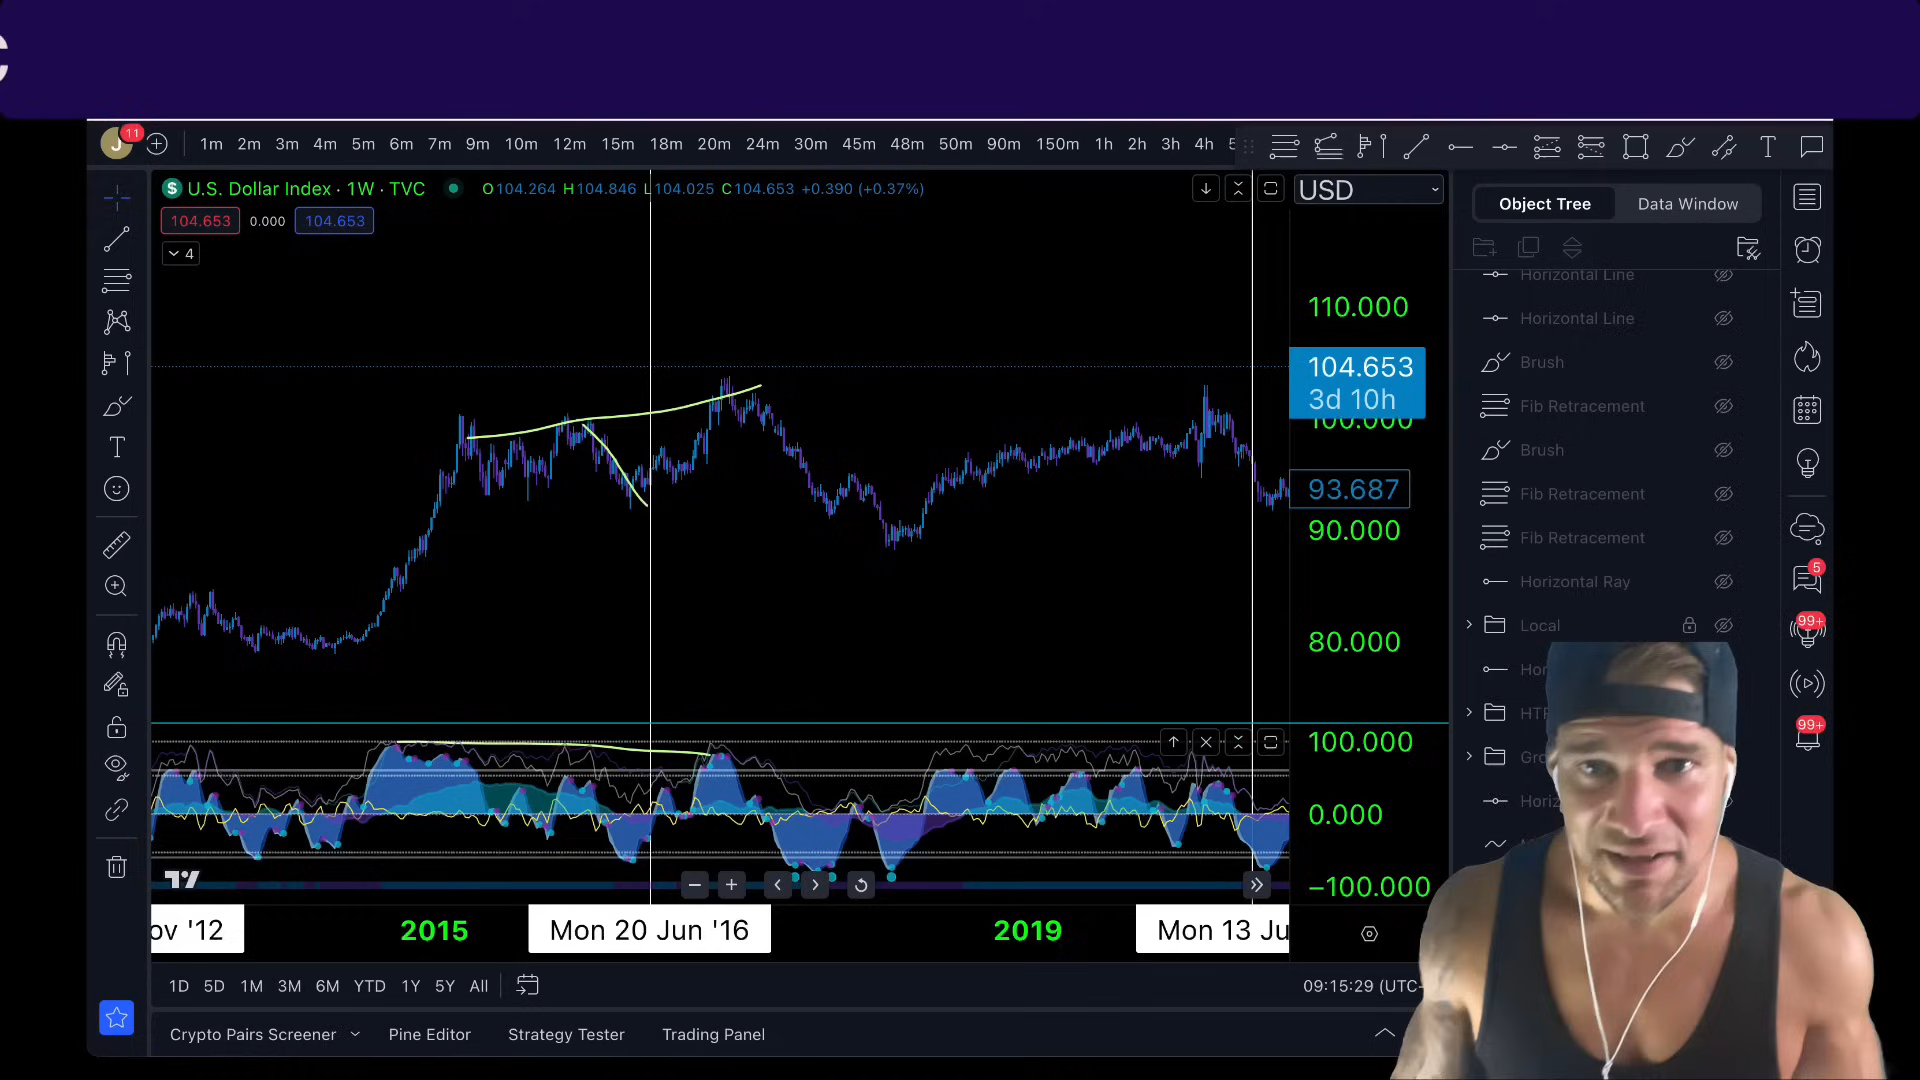 J 11 1m 2m 3m 4m 5m 6m 7m 9m 10m 12m 15m 18m 20m 24m 30m 45m 48m 50m 90m 150m 1h 2h 3h 4h
U.S. Dollar Index · 1W · TVC O104.264 H104.846 L104.025 C104.653 +0.390 (+0.37%) USD
104.653 0.000 104.653
4
Object Tree Data Window
Horizontal Line
Horizontal Line
Brush
Fib Retracement
Brush
Fib Retracement
Fib Retracement
Horizontal Ray
Local
110.000
104.653
3d 10h
100.000
93.687
90.000
80.000
100.000
0.000
−100.000
5
99+
99+
ov '12 2015 Mon 20 Jun '16 2019 Mon 13 Ju
1D 5D 1M 3M 6M YTD 1Y 5Y All 09:15:29 (UTC-
Crypto Pairs Screener Pine Editor Strategy Tester Trading Panel